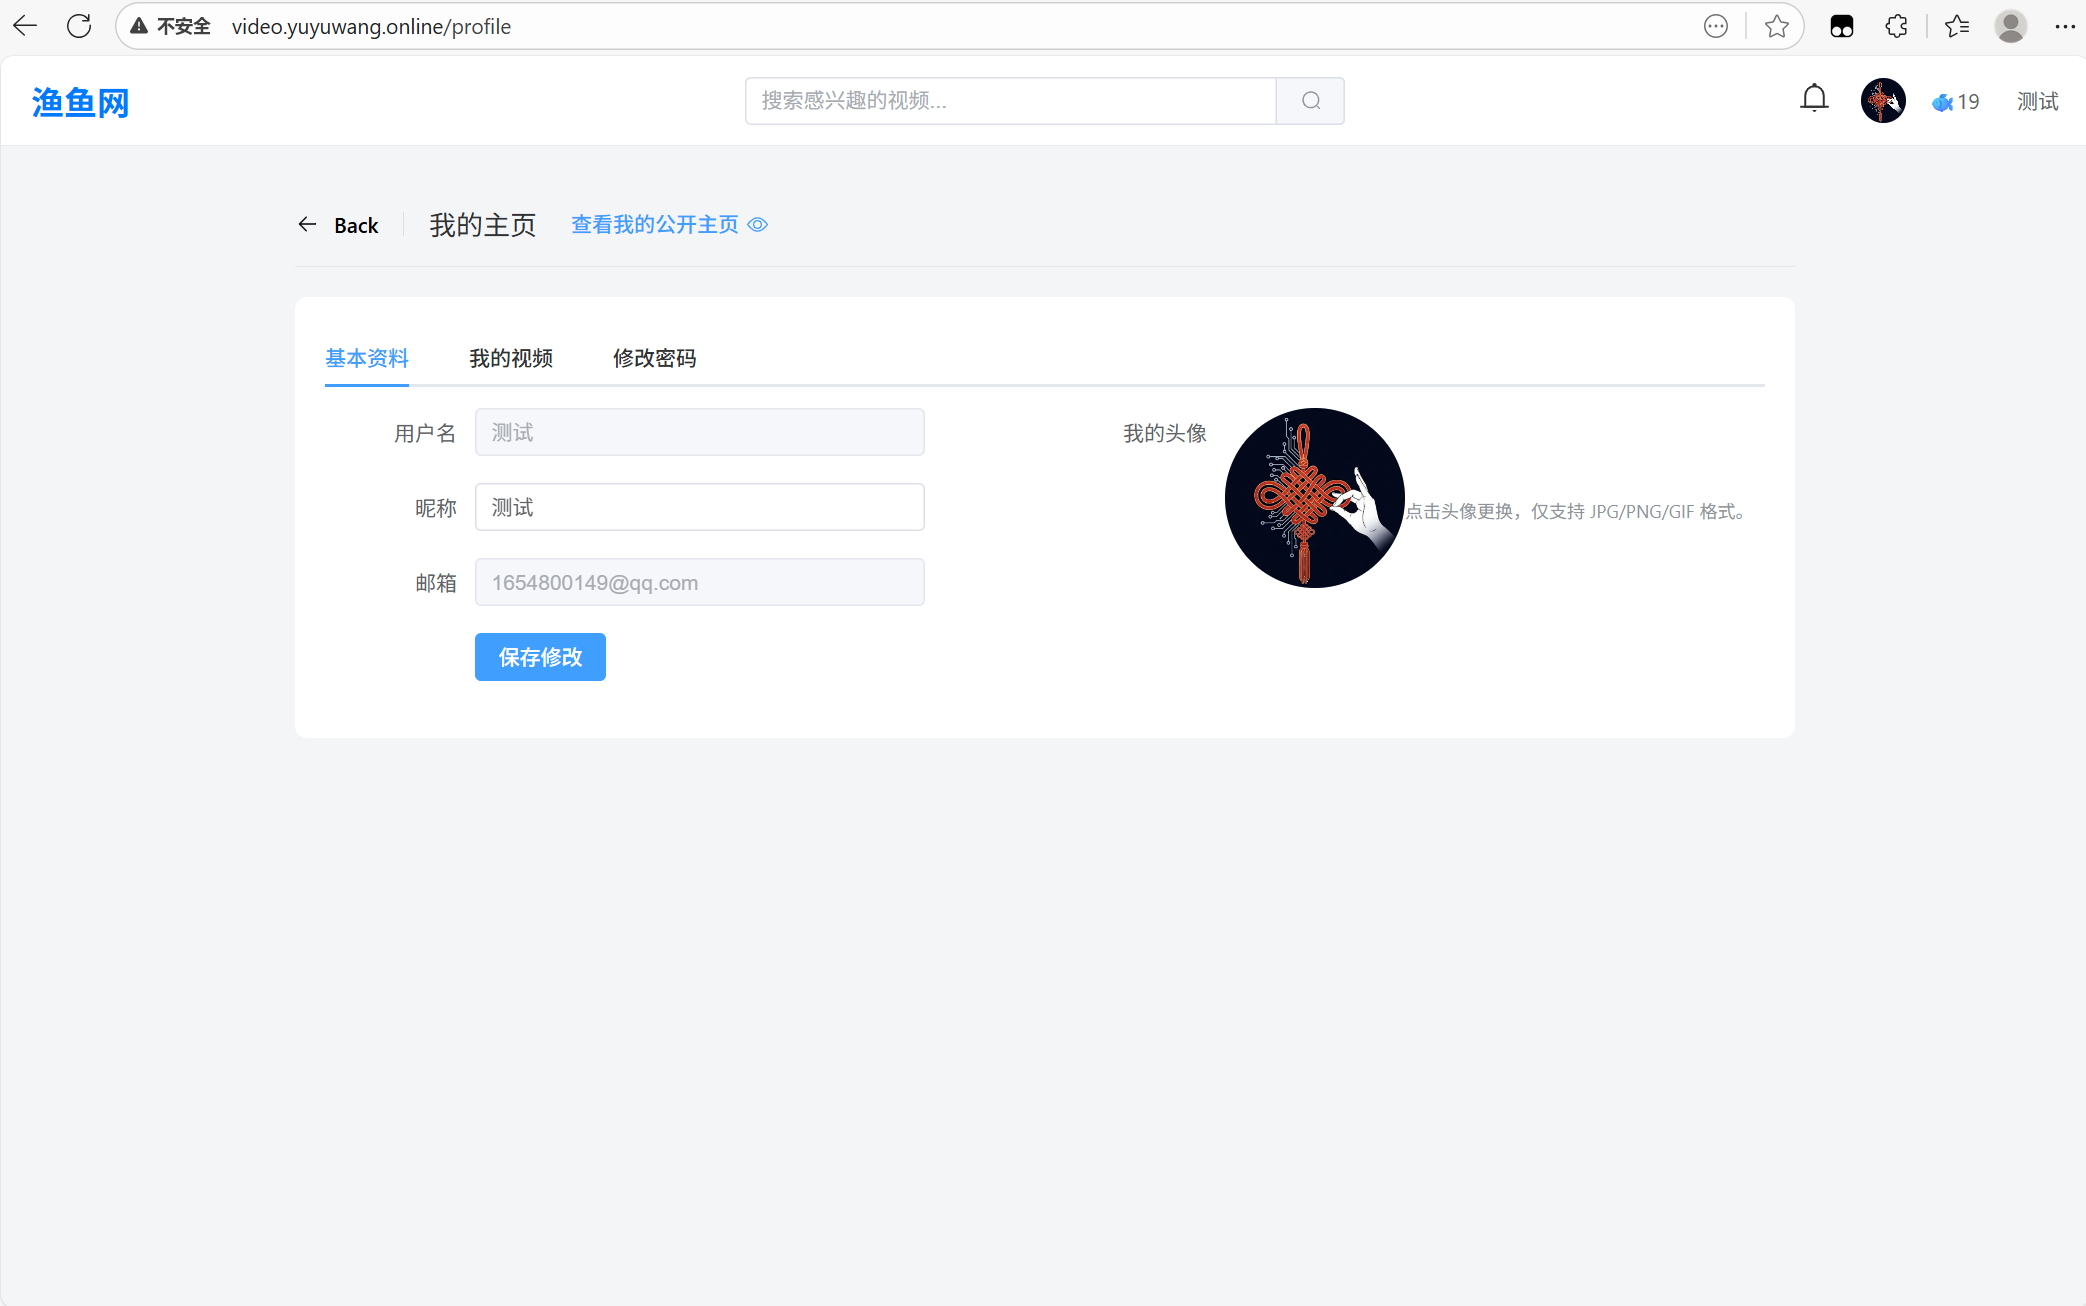 不安全 video.yuyuwang.online/profile
渔鱼网 搜索感兴趣的视频... 19 测试
Back 我的主页 查看我的公开主页
基本资料 我的视频 修改密码
用户名 测试 我的头像
昵称 测试 点击头像更换，仅支持 JPG/PNG/GIF 格式。
邮箱 1654800149@qq.com
保存修改